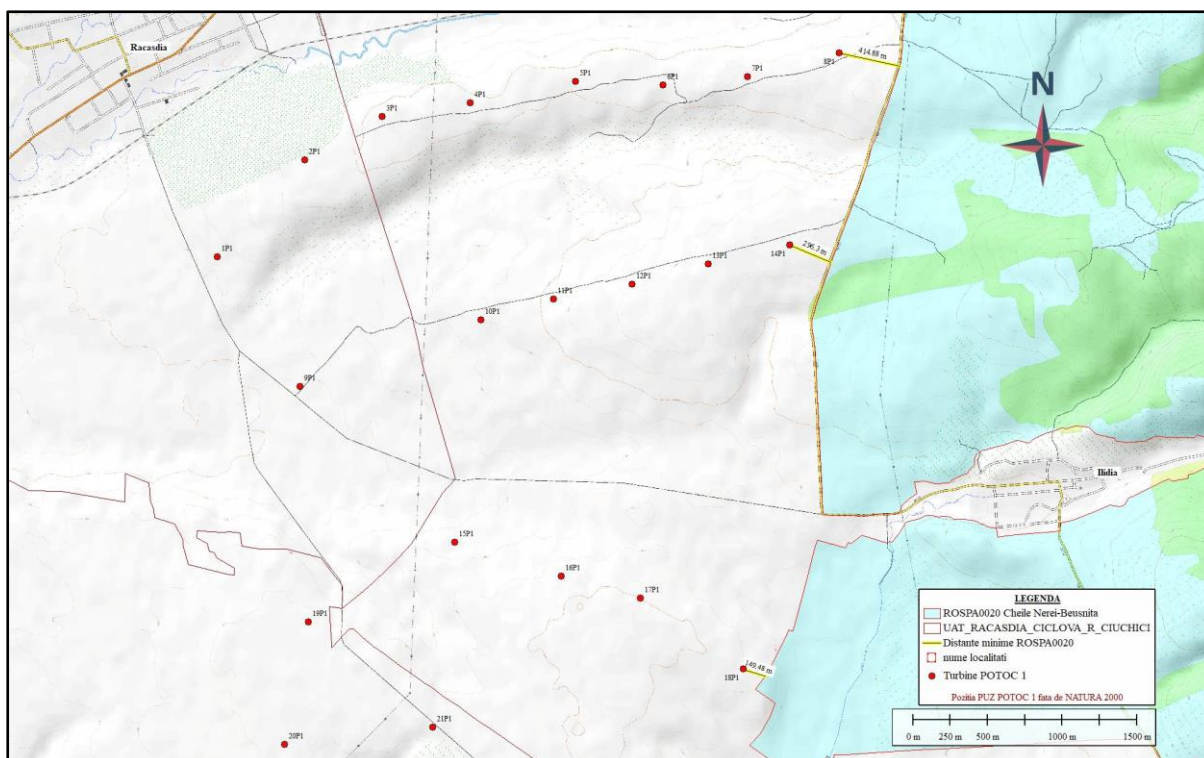 Racasdia
N
414.88 m
8P1
7P1
5P1
6P1
4P1
3P1
2P1
1P1
296,3 m
14P1
13P1
12P1
11P1
10P1
9P1
Ilidia
15P1
16P1
17P1
19P1
149,48 m
18P1
21P1
20P1
LEGENDA
ROSPA0020 Cheile Nerei-Beusnita
UAT_RACASDIA_CICLOVA_R_CIUCHICI
Distante minime ROSPA0020
nume localitati
Turbine POTOC 1
Pozitia PUZ POTOC 1 fata de NATURA 2000
0 m 250 m 500 m 1000 m 1500 m